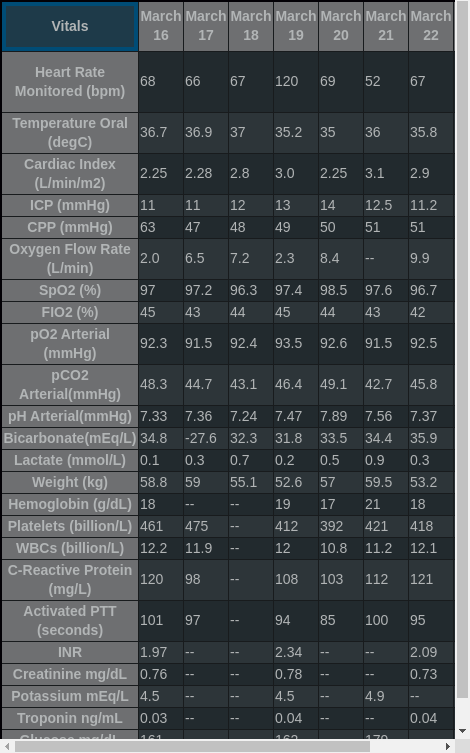 Vitals March 16 March 17 March 18 March 19 March 20 March 21 March 22
Heart Rate Monitored (bpm) 68 66 67 120 69 52 67
Temperature Oral (degC) 36.7 36.9 37 35.2 35 36 35.8
Cardiac Index (L/min/m2) 2.25 2.28 2.8 3.0 2.25 3.1 2.9
ICP (mmHg) 11 11 12 13 14 12.5 11.2
CPP (mmHg) 63 47 48 49 50 51 51
Oxygen Flow Rate (L/min) 2.0 6.5 7.2 2.3 8.4 -- 9.9
SpO2 (%) 97 97.2 96.3 97.4 98.5 97.6 96.7
FIO2 (%) 45 43 44 45 44 43 42
pO2 Arterial (mmHg) 92.3 91.5 92.4 93.5 92.6 91.5 92.5
pCO2 Arterial(mmHg) 48.3 44.7 43.1 46.4 49.1 42.7 45.8
pH Arterial(mmHg) 7.33 7.36 7.24 7.47 7.89 7.56 7.37
Bicarbonate(mEq/L) 34.8 -27.6 32.3 31.8 33.5 34.4 35.9
Lactate (mmol/L) 0.1 0.3 0.7 0.2 0.5 0.9 0.3
Weight (kg) 58.8 59 55.1 52.6 57 59.5 53.2
Hemoglobin (g/dL) 18 -- -- 19 17 21 18
Platelets (billion/L) 461 475 -- 412 392 421 418
WBCs (billion/L) 12.2 11.9 -- 12 10.8 11.2 12.1
C-Reactive Protein (mg/L) 120 98 -- 108 103 112 121
Activated PTT (seconds) 101 97 -- 94 85 100 95
INR 1.97 -- -- 2.34 -- -- 2.09
Creatinine mg/dL 0.76 -- -- 0.78 -- -- 0.73
Potassium mEq/L 4.5 -- -- 4.5 -- 4.9 --
Troponin ng/mL 0.03 -- -- 0.04 -- -- 0.04